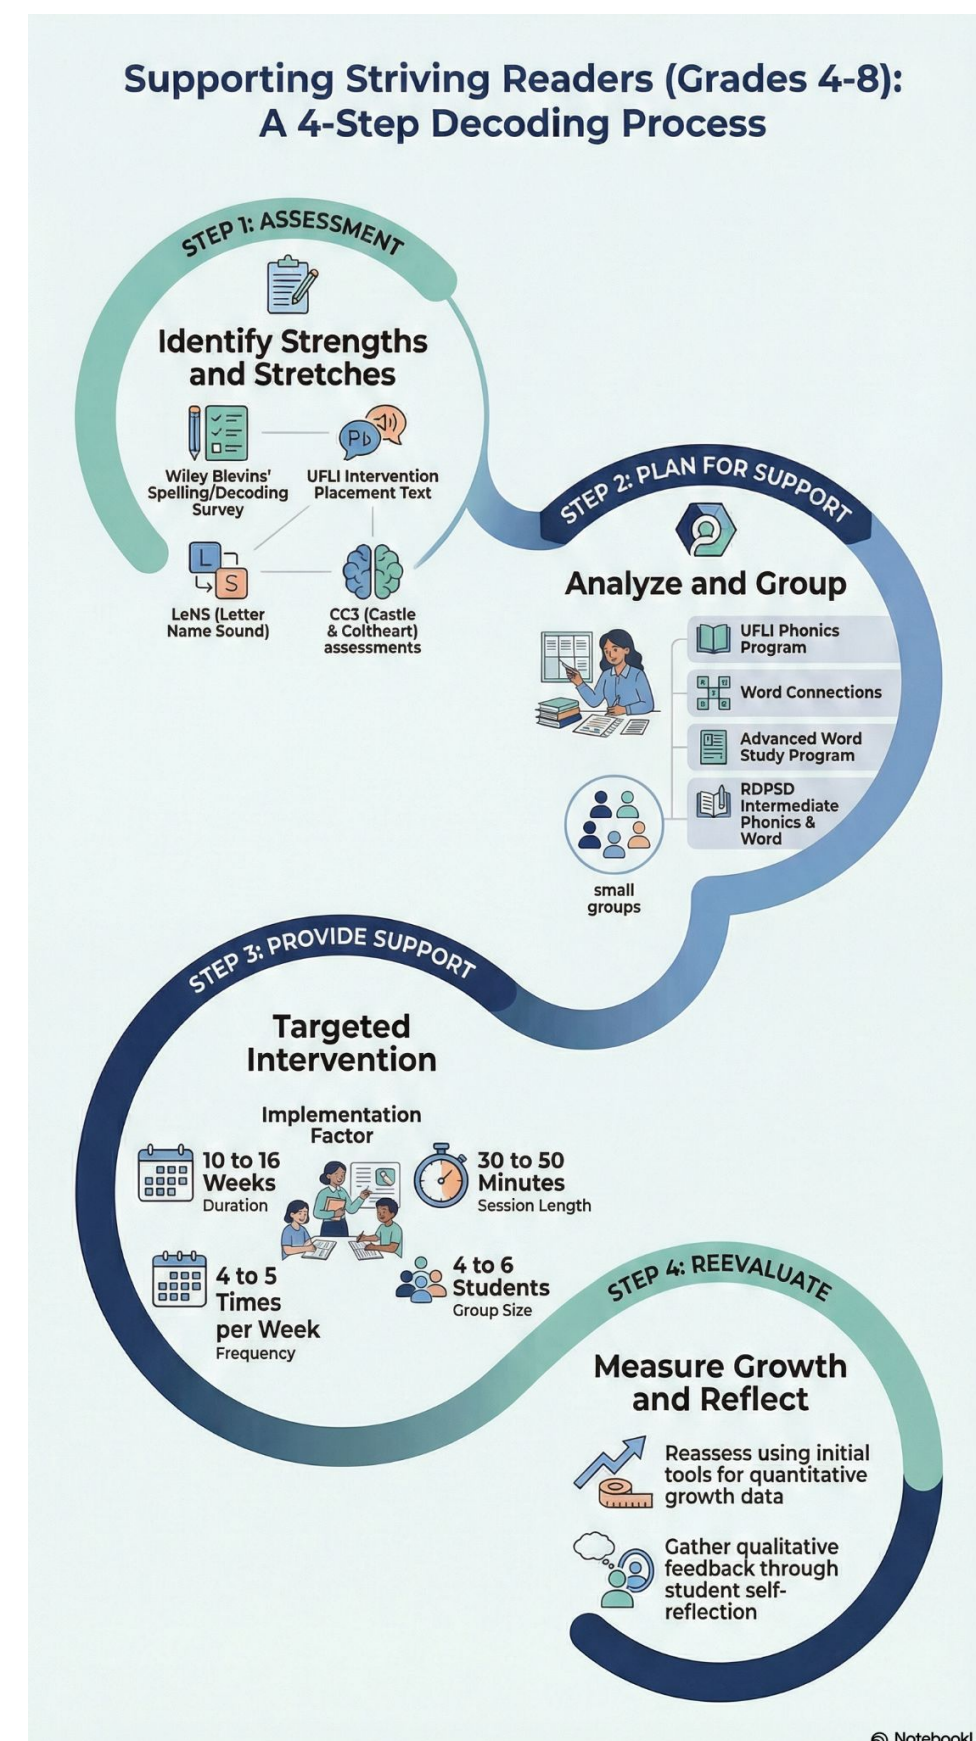 Supporting Striving Readers (Grades 4-8):
A 4-Step Decoding Process
STEP 1: ASSESSMENT
Identify Strengths
and Stretches
Wiley Blevins'
Spelling/Decoding
Survey
Pb
UFLI Intervention
Placement Text
L
S
LeNS (Letter
Name Sound)
CC3 (Castle
& Coltheart)
assessments
STEP 2: PLAN FOR SUPPORT
Analyze and Group
UFLI Phonics
Program
Word Connections
Advanced Word
Study Program
RDPSD
Intermediate
Phonics &
Word
small
groups
STEP 3: PROVIDE SUPPORT
Targeted
Intervention
Implementation
Factor
10 to 16
Weeks
Duration
30 to 50
Minutes
Session Length
4 to 5
Times
per Week
Frequency
4 to 6
Students
Group Size
STEP 4: REEVALUATE
Measure Growth
and Reflect
Reassess using initial
tools for quantitative
growth data
Gather qualitative
feedback through
student self-
reflection